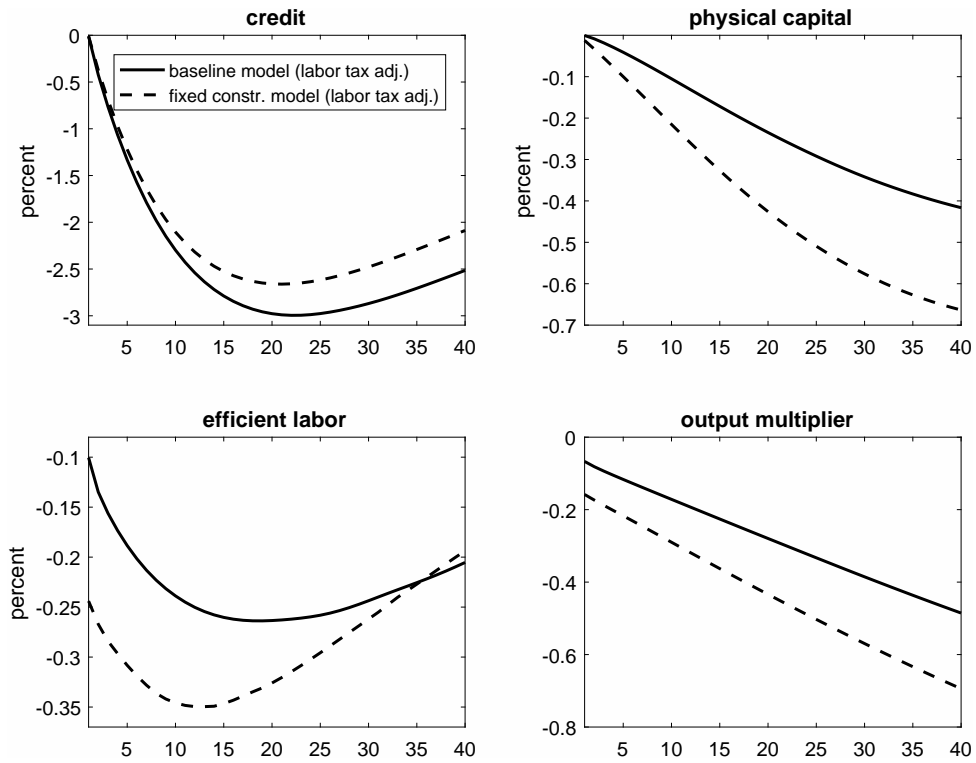 credit
0
-0.5
-1
-1.5
-2
-2.5
-3
percent
baseline model (labor tax adj.)
fixed constr. model (labor tax adj.)
5 10 15 20 25 30 35 40
physical capital
-0.1
-0.2
-0.3
-0.4
-0.5
-0.6
-0.7
percent
5 10 15 20 25 30 35 40
efficient labor
-0.1
-0.15
-0.2
-0.25
-0.3
-0.35
percent
5 10 15 20 25 30 35 40
output multiplier
0
-0.2
-0.4
-0.6
-0.8
5 10 15 20 25 30 35 40